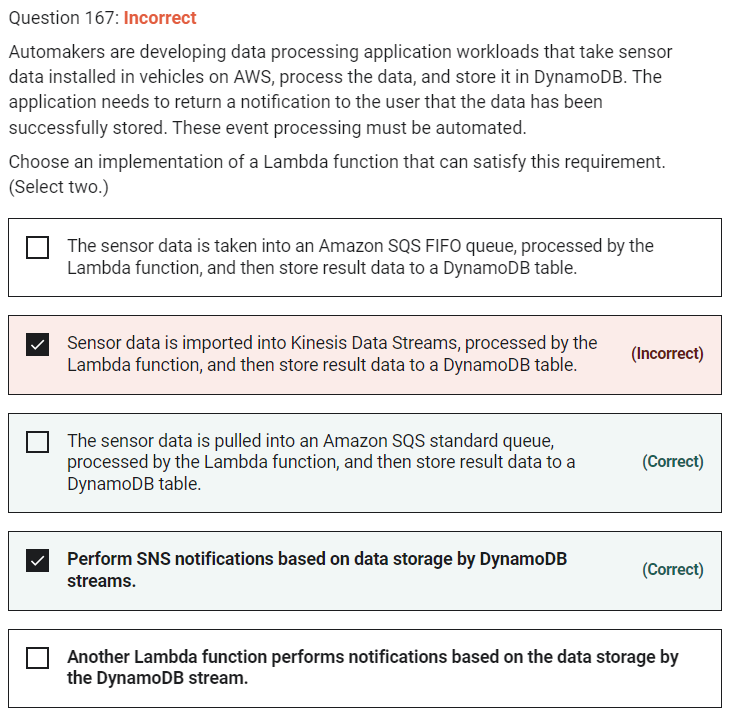 Question 167: Incorrect
Automakers are developing data processing application workloads that take sensor
data installed in vehicles on AWS, process the data, and store it in DynamoDB. The
application needs to return a notification to the user that the data has been
successfully stored. These event processing must be automated.
Choose an implementation of a Lambda function that can satisfy this requirement.
(Select two.)
The sensor data is taken into an Amazon SQS FIFO queue, processed by the
Lambda function, and then store result data to a DynamoDB table.
Sensor data is imported into Kinesis Data Streams, processed by the
Lambda function, and then store result data to a DynamoDB table.
(Incorrect)
The sensor data is pulled into an Amazon SQS standard queue,
processed by the Lambda function, and then store result data to a
DynamoDB table.
(Correct)
Perform SNS notifications based on data storage by DynamoDB
streams.
(Correct)
Another Lambda function performs notifications based on the data storage by
the DynamoDB stream.